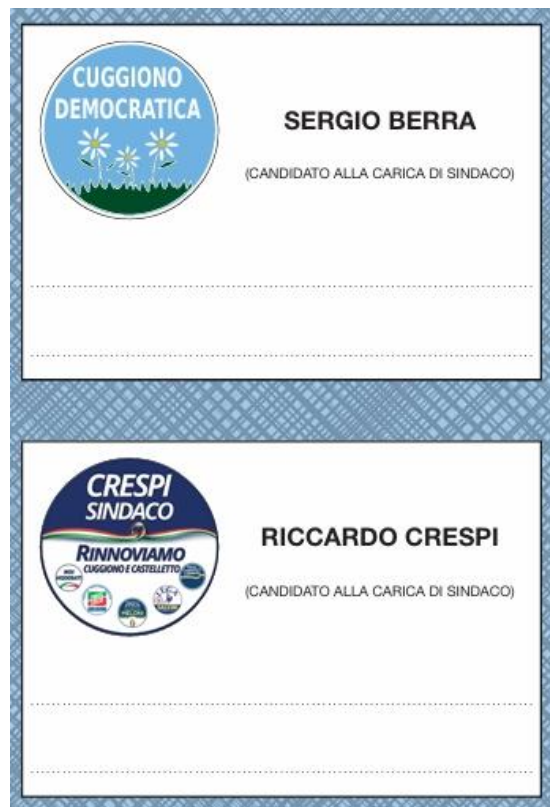 CUGGIONO
DEMOCRATICA
SERGIO BERRA
(CANDIDATO ALLA CARICA DI SINDACO)
CRESPI
SINDACO
RINNOVIAMO
CUGGIONO E CASTELLETTO
RICCARDO CRESPI
(CANDIDATO ALLA CARICA DI SINDACO)